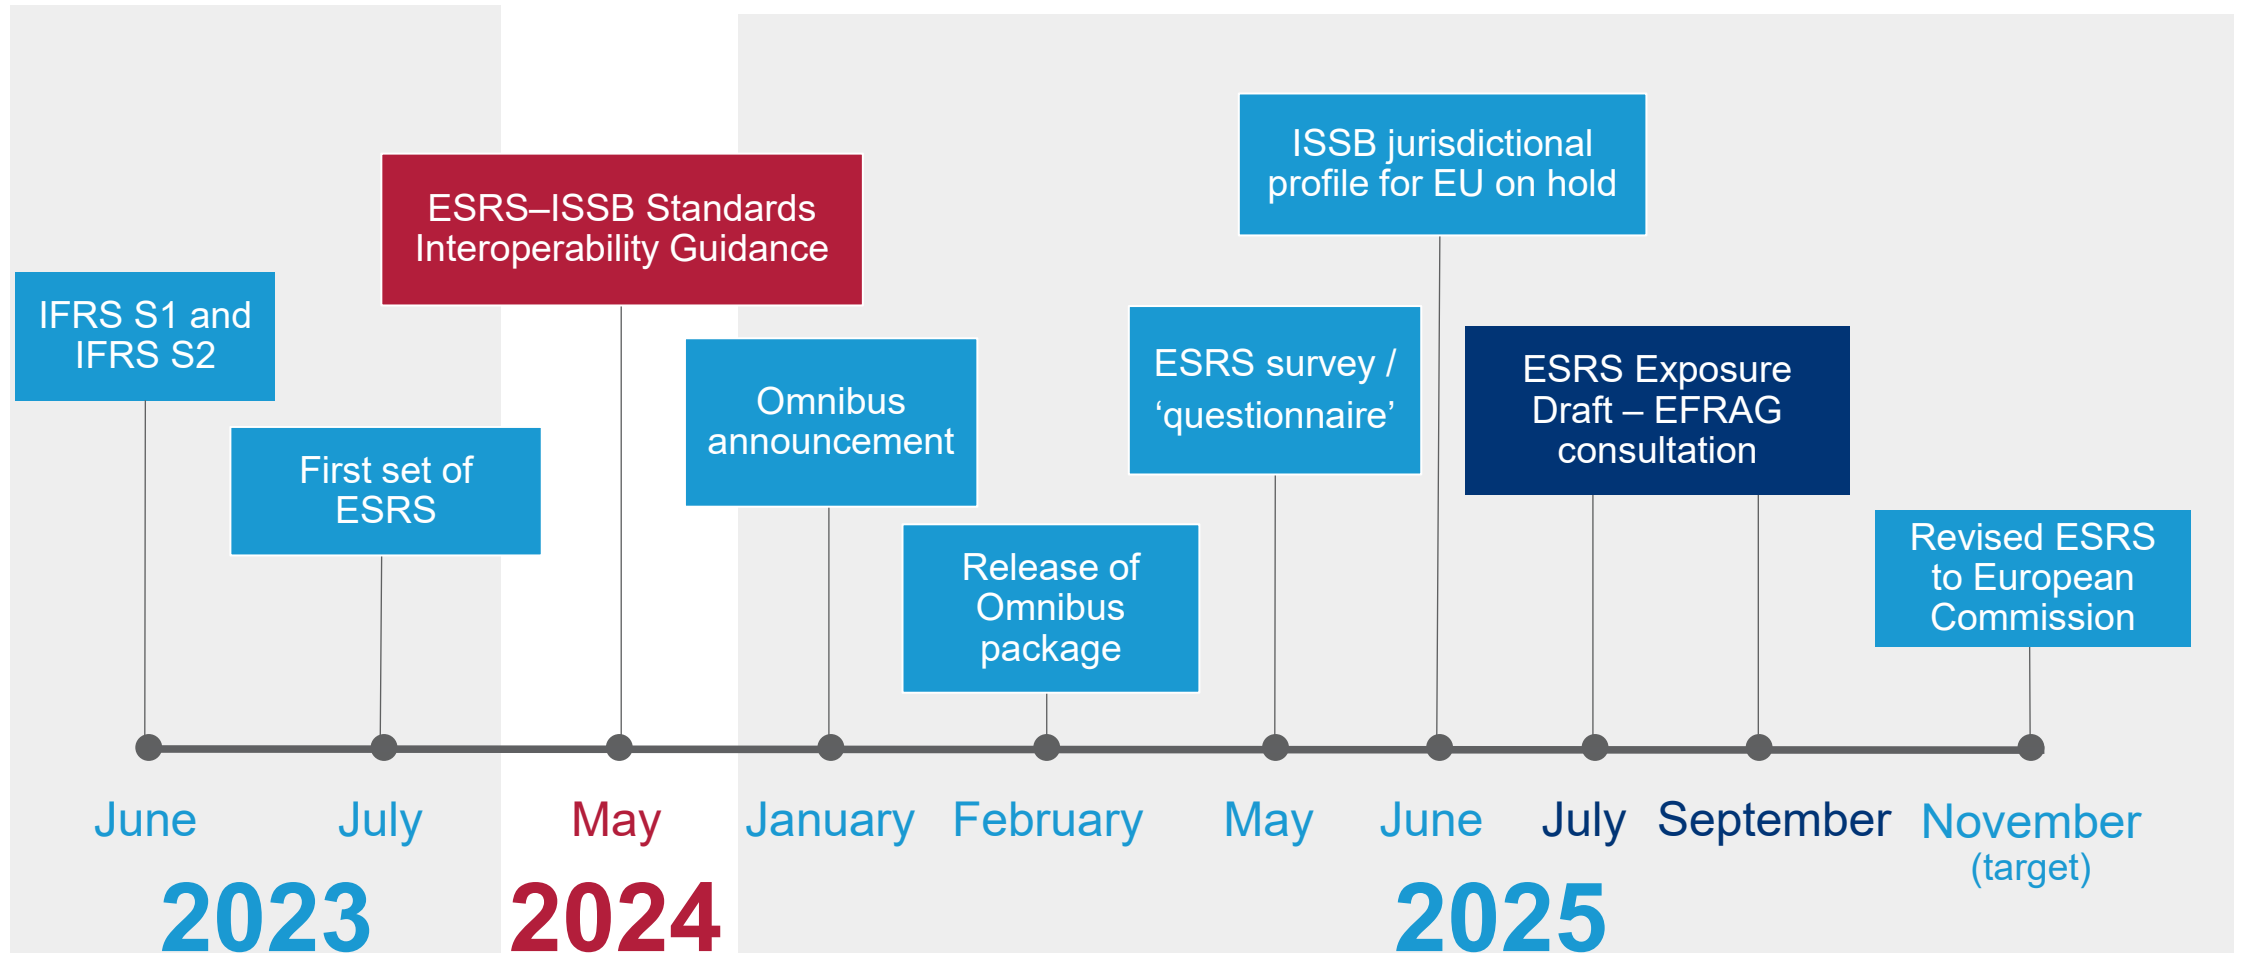 IFRS S1 and
IFRS S2
First set of
ESRS
ESRS–ISSB Standards
Interoperability Guidance
Omnibus
announcement
Release of
Omnibus
package
ESRS survey /
‘questionnaire’
ISSB jurisdictional
profile for EU on hold
ESRS Exposure
Draft – EFRAG
consultation
Revised ESRS
to European
Commission
June
July
May
January
February
May
June
July
September
November
(target)
2023
2024
2025